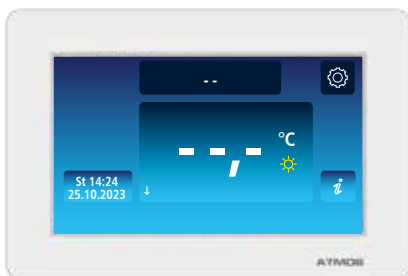 --
--,-
°C
St 14:24
25.10.2023
↓
i
ATMOS